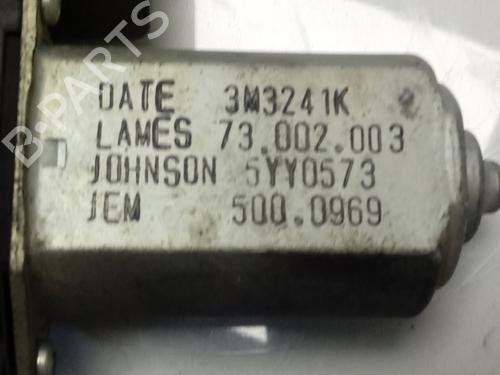 DATE 3M3241K
LAMES 73.002.003
JOHNSON 5YY0573
JEM 500.0969
B-PARTS